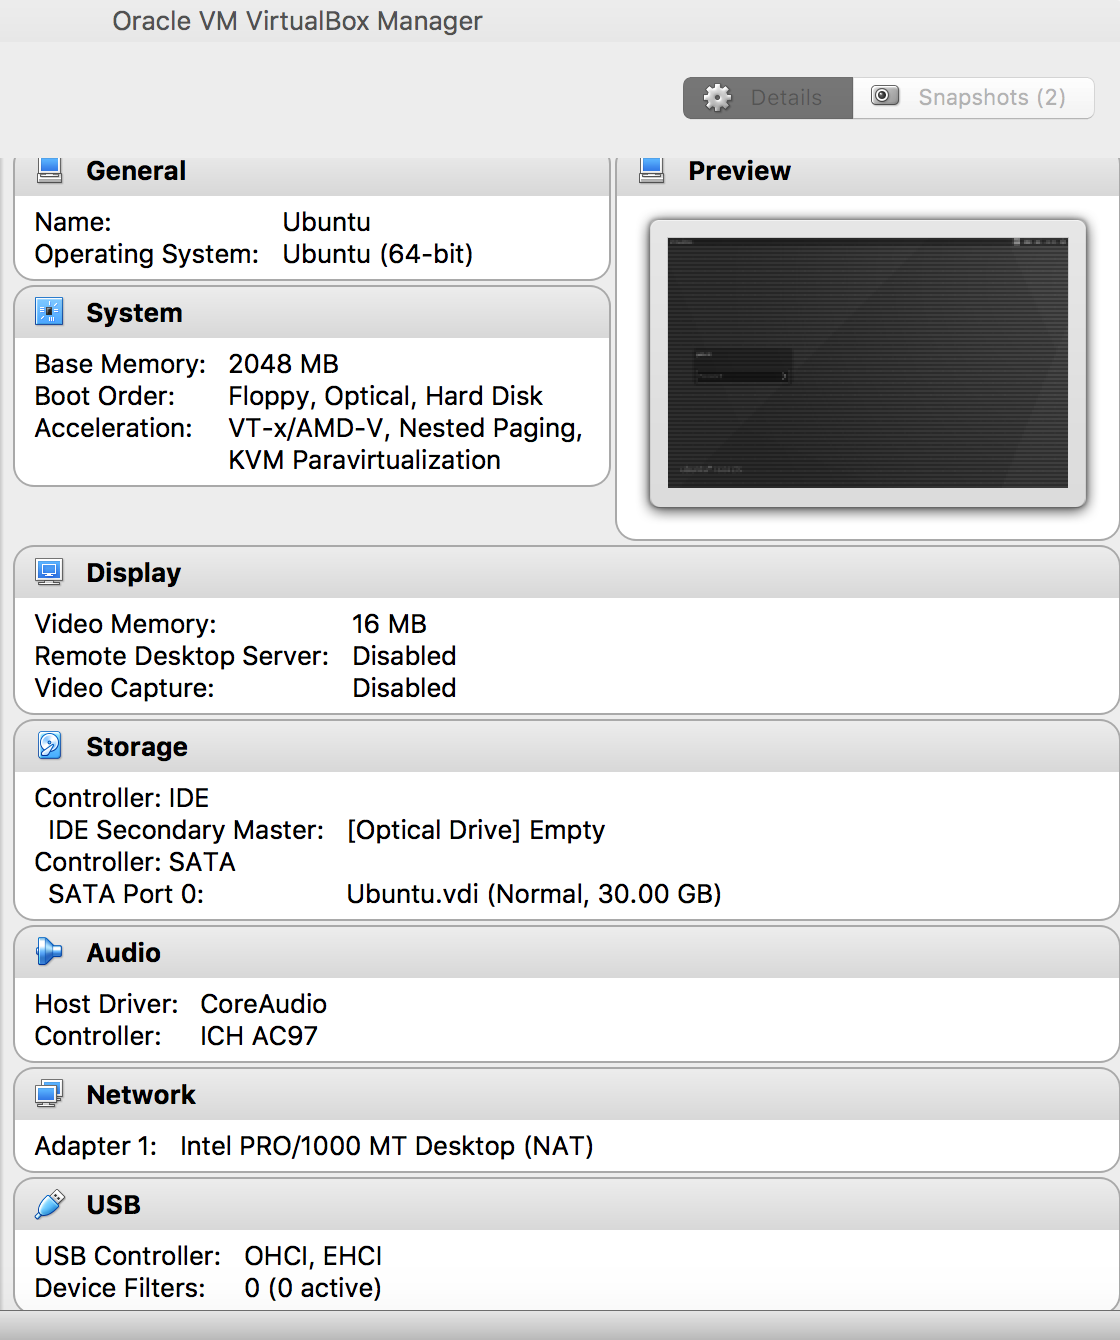 Oracle VM VirtualBox Manager
Details
Snapshots (2)
General
Name: Ubuntu
Operating System: Ubuntu (64-bit)
Preview
System
Base Memory: 2048 MB
Boot Order: Floppy, Optical, Hard Disk
Acceleration: VT-x/AMD-V, Nested Paging,
KVM Paravirtualization
Display
Video Memory: 16 MB
Remote Desktop Server: Disabled
Video Capture: Disabled
Storage
Controller: IDE
IDE Secondary Master: [Optical Drive] Empty
Controller: SATA
SATA Port 0: Ubuntu.vdi (Normal, 30.00 GB)
Audio
Host Driver: CoreAudio
Controller: ICH AC97
Network
Adapter 1: Intel PRO/1000 MT Desktop (NAT)
USB
USB Controller: OHCI, EHCI
Device Filters: 0 (0 active)